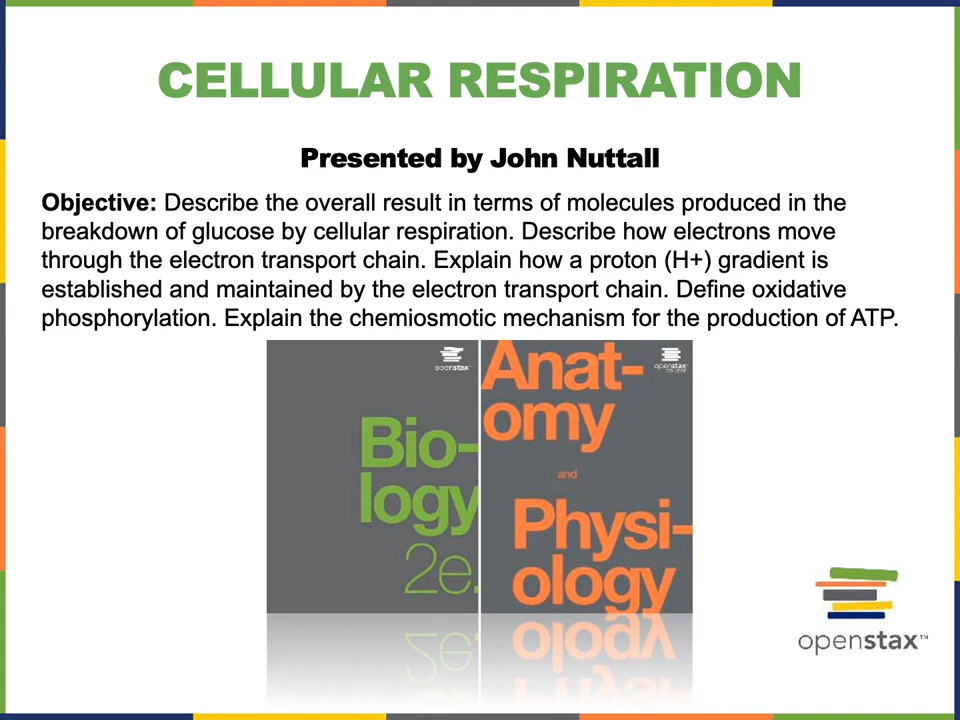 CELLULAR RESPIRATION
Presented by John Nuttall
Objective: Describe the overall result in terms of molecules produced in the
breakdown of glucose by cellular respiration. Describe how electrons move
through the electron transport chain. Explain how a proton (H+) gradient is
established and maintained by the electron transport chain. Define oxidative
phosphorylation. Explain the chemiosmotic mechanism for the production of ATP.
openstax™
Bio-
logy
2e.
openstax
Anat-
omy
and
Physi-
ology
openstax™